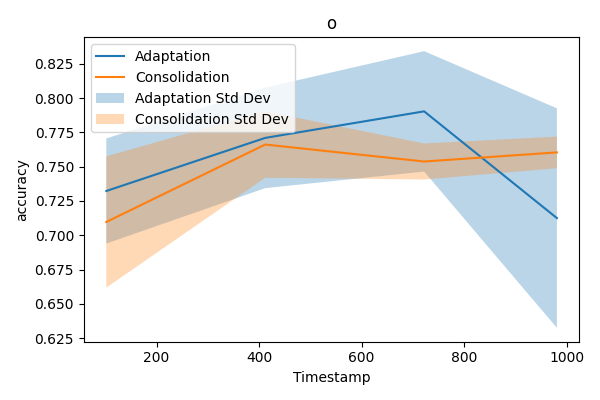 o
Adaptation
Consolidation
Adaptation Std Dev
Consolidation Std Dev
accuracy
0.825
0.800
0.775
0.750
0.725
0.700
0.675
0.650
0.625
200 400 600 800 1000
Timestamp